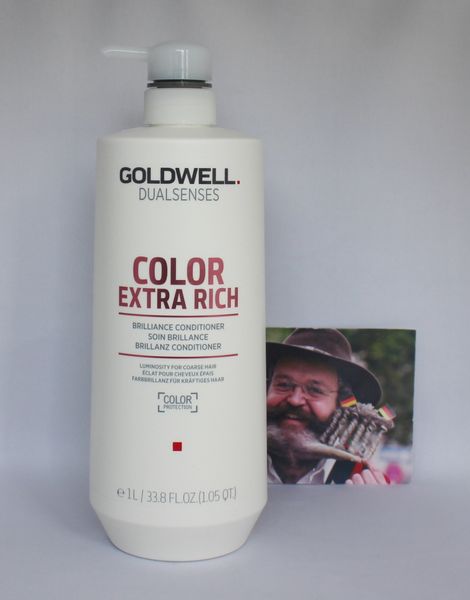 GOLDWELL.
DUALSENSES
COLOR
EXTRA RICH
BRILLIANCE CONDITIONER
SOIN BRILLANCE
BRILLANZ CONDITIONER
LUMINOSITY FOR COARSE HAIR
ÉCLAT POUR CHEVEUX ÉPAIS
FARBBRILLANZ FÜR KRÄFTIGES HAAR
COLOR
PROTECTION
℮ 1L / 33.8 FL.OZ.(1.05 QT.)